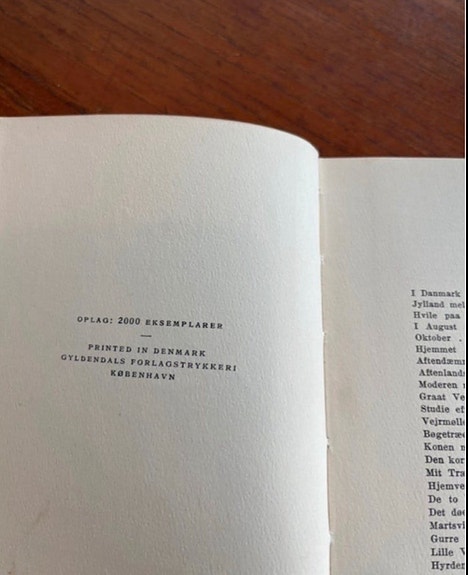 OPLAG: 2000 EKSEMPLARER
PRINTED IN DENMARK
GYLDENDALS FORLAGSTRYKKERI
KØBENHAVN
I Danmark
Jylland
Hvile paa
I August
Oktober .
Hjemmet
Moderen
Graat
Studie
Konen
Den
Mit
De to
Det
Gurre
Lille